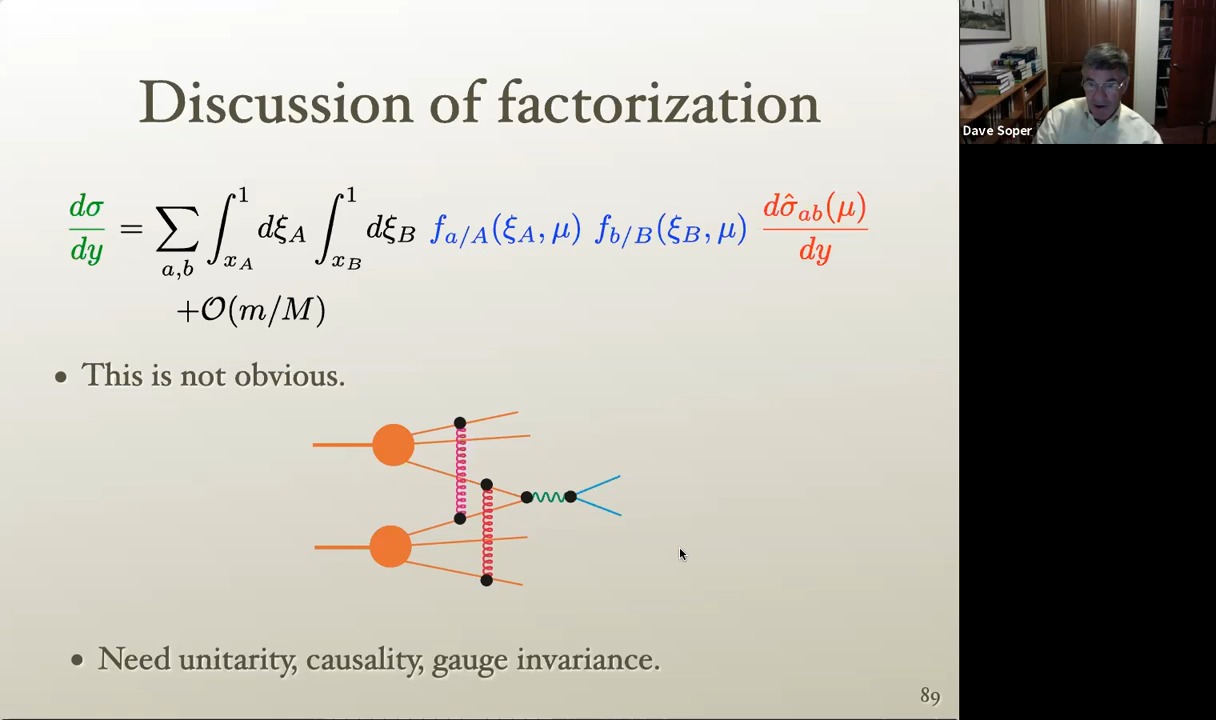 Discussion of factorization
Dave Soper
dσ/dy = ∑_{a,b} ∫_{x_A}^{1} dξ_A ∫_{x_B}^{1} dξ_B f_{a/A}(ξ_A, μ) f_{b/B}(ξ_B, μ) dσ̂_{ab}(μ)/dy
+𝒪(m/M)
• This is not obvious.
• Need unitarity, causality, gauge invariance.
89